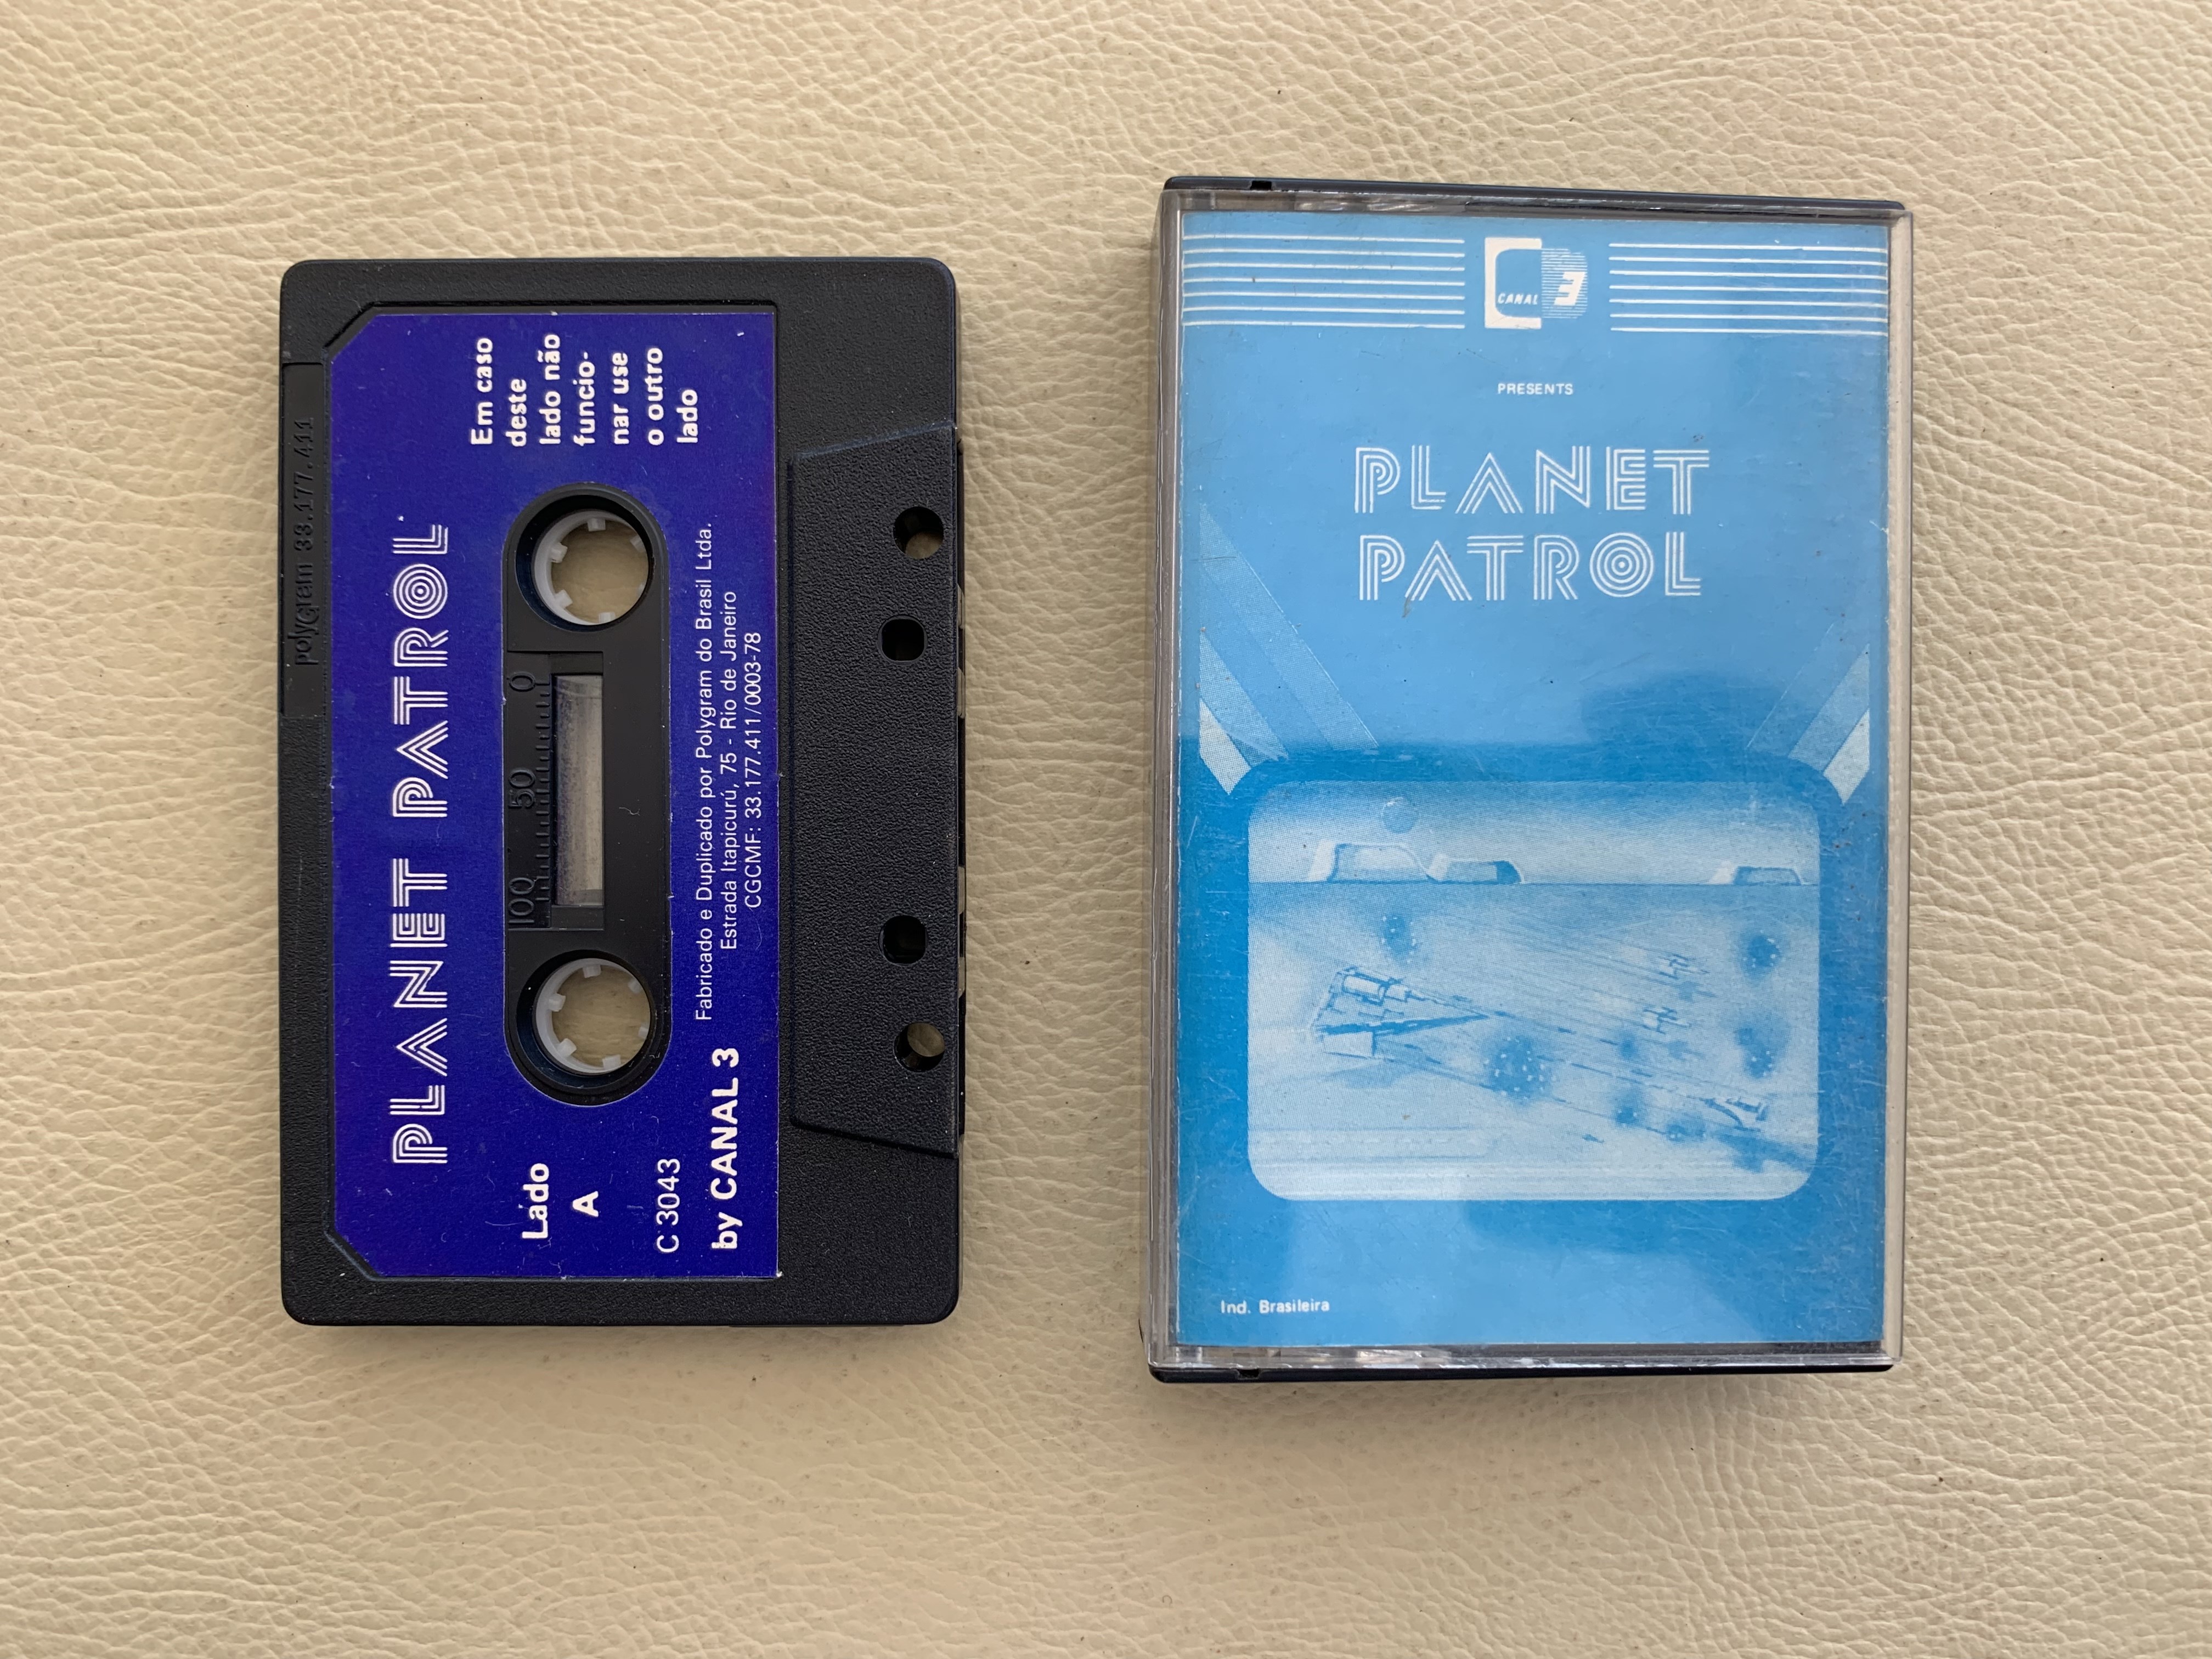 polygram 33.177.411
PLANET PATROL
Em caso
deste
lado não
funcio-
nar use
o outro
lado
100 50 0
Lado
A
C 3043
by CANAL 3
Fabricado e Duplicado por Polygram do Brasil Ltda.
Estrada Itapicurú, 75 - Rio de Janeiro
CGCMF: 33.177.411/0003-78
CANAL 3
PRESENTS
PLANET
PATROL
Ind. Brasileira